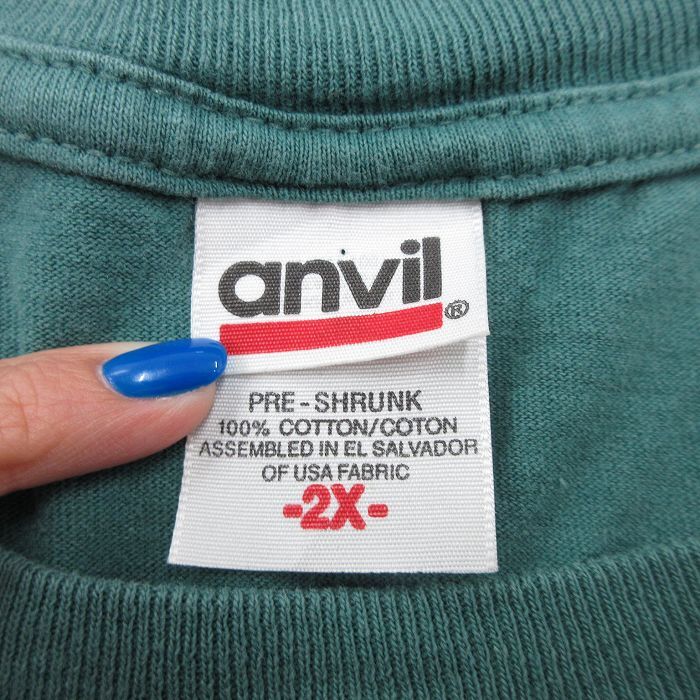 anvil®
PRE-SHRUNK
100% COTTON/COTON
ASSEMBLED IN EL SALVADOR
OF USA FABRIC
-2X-